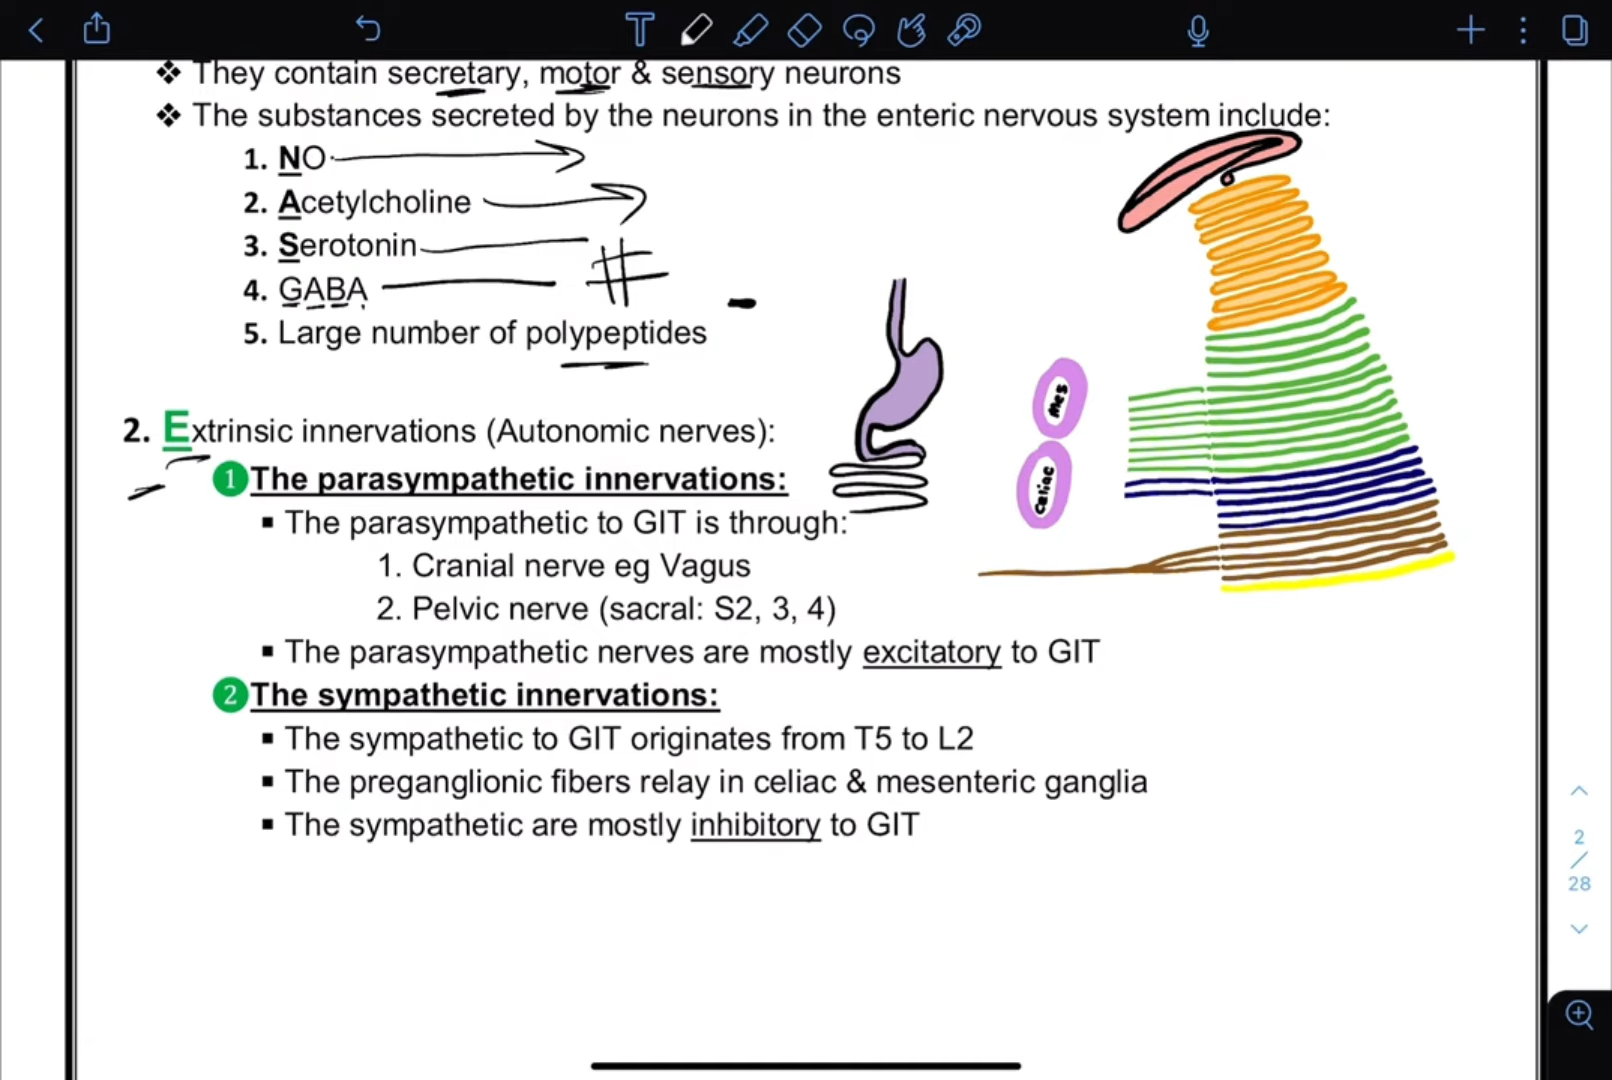 ❖ They contain secretary, motor & sensory neurons
❖ The substances secreted by the neurons in the enteric nervous system include:
1. NO
2. Acetylcholine
3. Serotonin
4. GABA
5. Large number of polypeptides
Mes
Celiac
2. Extrinsic innervations (Autonomic nerves):
1 The parasympathetic innervations:
▪ The parasympathetic to GIT is through:
1. Cranial nerve eg Vagus
2. Pelvic nerve (sacral: S2, 3, 4)
▪ The parasympathetic nerves are mostly excitatory to GIT
2 The sympathetic innervations:
▪ The sympathetic to GIT originates from T5 to L2
▪ The preganglionic fibers relay in celiac & mesenteric ganglia
▪ The sympathetic are mostly inhibitory to GIT
2
/
28